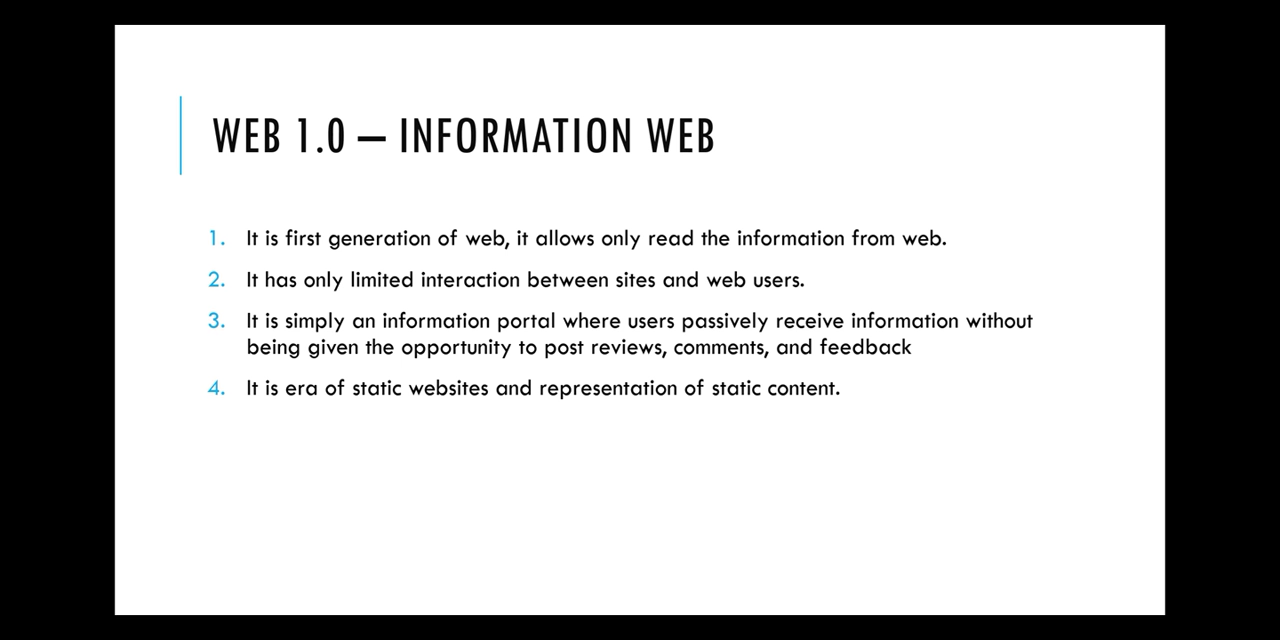 WEB 1.0 – INFORMATION WEB
1. It is first generation of web, it allows only read the information from web.
2. It has only limited interaction between sites and web users.
3. It is simply an information portal where users passively receive information without
being given the opportunity to post reviews, comments, and feedback
4. It is era of static websites and representation of static content.